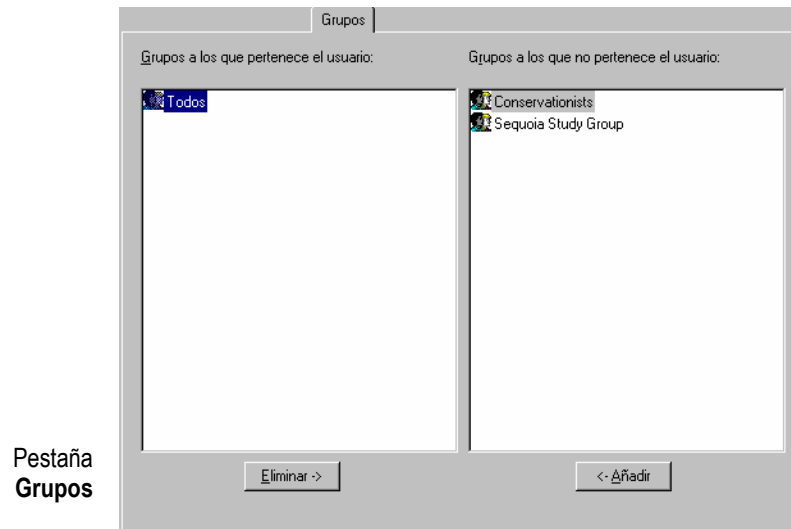 Grupos
Grupos a los que pertenece el usuario:
Grupos a los que no pertenece el usuario:
Todos
Conservationists
Sequoia Study Group
Eliminar ->
<- Añadir
Pestaña
Grupos